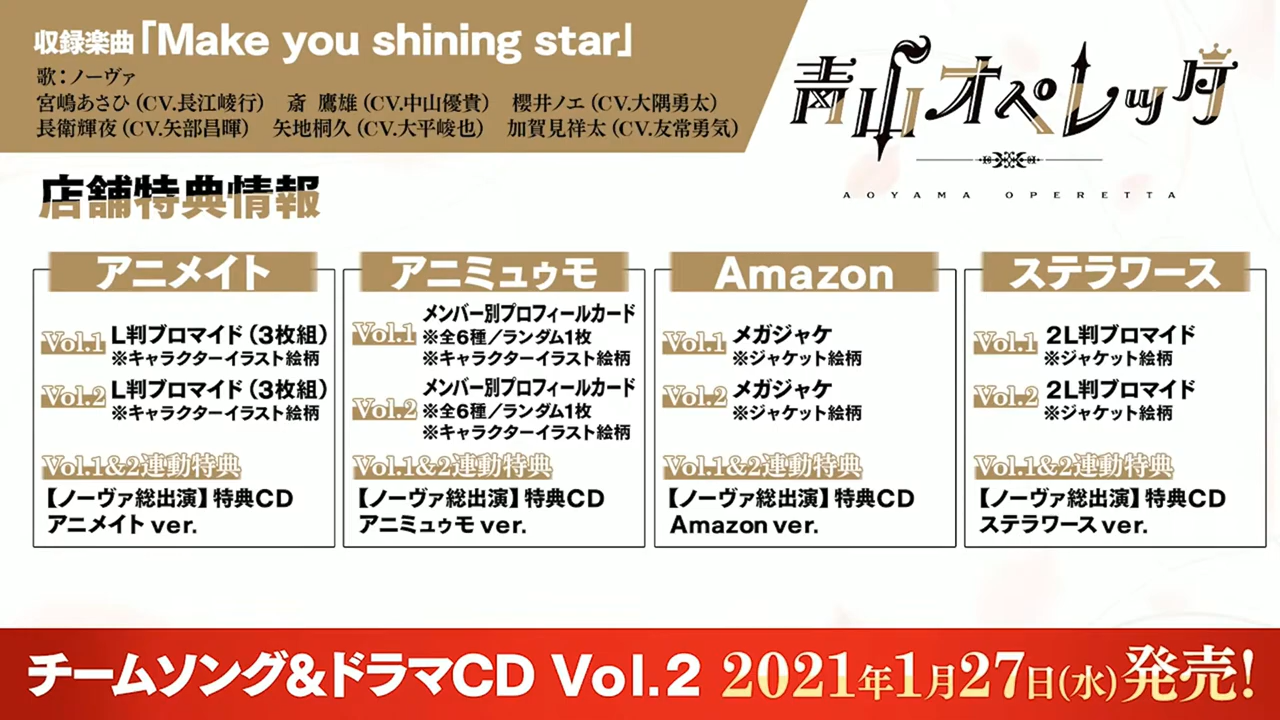 収録楽曲「Make you shining star」
歌：ノーヴァ
宮嶋あさひ（CV.長江崚行）　斎 鷹雄（CV.中山優貴）　櫻井ノエ（CV.大隅勇太）
長衛輝夜（CV.矢部昌暉）　矢地桐久（CV.大平峻也）　加賀見祥太（CV.友常勇気）
青山オペレッタ
AOYAMA OPERETTA
店舗特典情報
アニメイト
Vol.1 L判ブロマイド（3枚組）
※キャラクターイラスト絵柄
Vol.2 L判ブロマイド（3枚組）
※キャラクターイラスト絵柄
Vol.1&2連動特典
【ノーヴァ総出演】特典CD
アニメイト ver.
アニミュゥモ
Vol.1 メンバー別プロフィールカード
※全6種／ランダム1枚
※キャラクターイラスト絵柄
Vol.2 メンバー別プロフィールカード
※全6種／ランダム1枚
※キャラクターイラスト絵柄
Vol.1&2連動特典
【ノーヴァ総出演】特典CD
アニミュゥモ ver.
Amazon
Vol.1 メガジャケ
※ジャケット絵柄
Vol.2 メガジャケ
※ジャケット絵柄
Vol.1&2連動特典
【ノーヴァ総出演】特典CD
Amazon ver.
ステラワース
Vol.1 2L判ブロマイド
※ジャケット絵柄
Vol.2 2L判ブロマイド
※ジャケット絵柄
Vol.1&2連動特典
【ノーヴァ総出演】特典CD
ステラワース ver.
チームソング&ドラマCD Vol.2 2021年1月27日(水)発売!